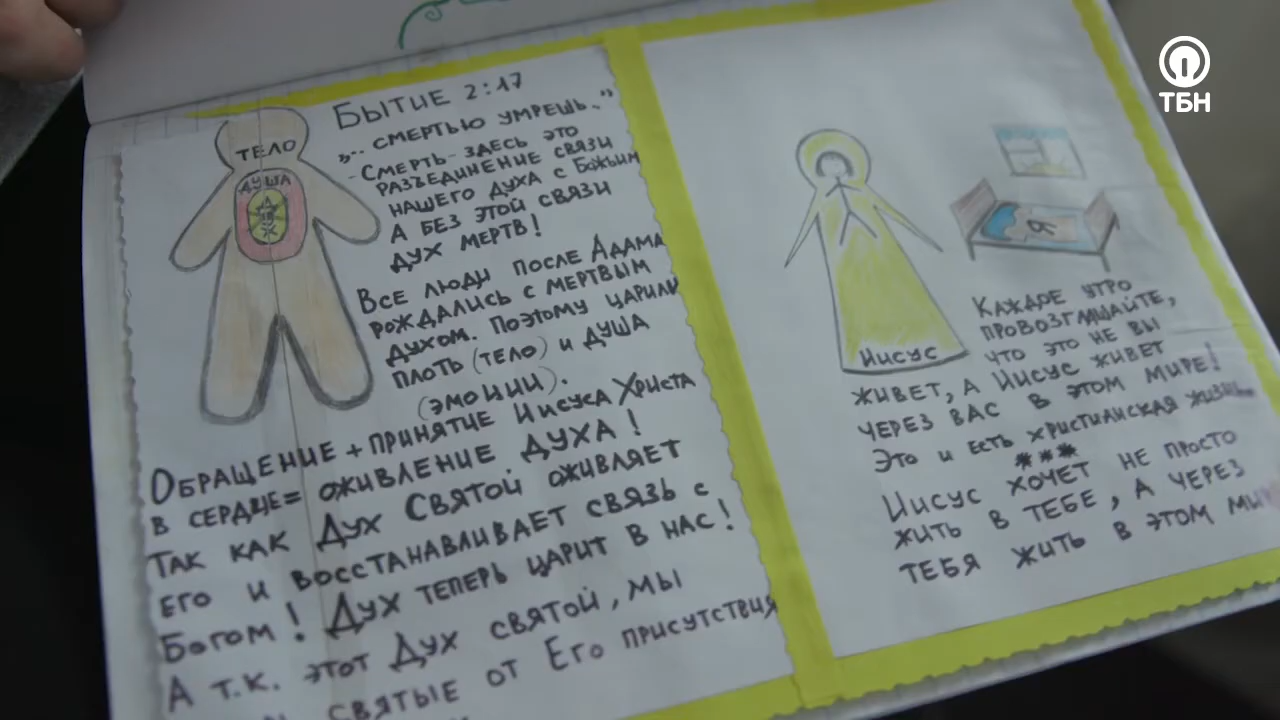 ТБН
ТЕЛО
ДУША
БЫТИЕ 2:17
„.. СМЕРТЬЮ УМРЕШЬ.”
- СМЕРТЬ - ЗДЕСЬ ЭТО
РАЗЪЕДИНЕНИЕ СВЯЗИ
НАШЕГО ДУХА С БОЖЬИМ
А БЕЗ ЭТОЙ СВЯЗИ
ДУХ МЕРТВ!
ВСЕ ЛЮДИ ПОСЛЕ АДАМА
РОЖДАЛИСЬ С МЕРТВЫМ
ДУХОМ. ПОЭТОМУ ЦАРИЛИ
ПЛОТЬ (ТЕЛО) И ДУША
(ЭМОЦИИ).
ОБРАЩЕНИЕ + ПРИНЯТИЕ ИИСУСА ХРИСТА
В СЕРДЦЕ = ОЖИВЛЕНИЕ ДУХА!
ТАК КАК ДУХ СВЯТОЙ ОЖИВЛЯЕТ
ЕГО И ВОССТАНАВЛИВАЕТ СВЯЗЬ С
БОГОМ! ДУХ ТЕПЕРЬ ЦАРИТ В НАС!
А Т.К. ЭТОТ ДУХ СВЯТОЙ, МЫ
СВЯТЫЕ ОТ ЕГО ПРИСУТСТВИЯ
ИИСУС
Я
КАЖДОЕ УТРО
ПРОВОЗГЛАШАЙТЕ,
ЧТО ЭТО НЕ ВЫ
ЖИВЕТ, А ИИСУС ЖИВЕТ
ЧЕРЕЗ ВАС В ЭТОМ МИРЕ!
ЭТО И ЕСТЬ ХРИСТИАНСКАЯ
***
ИИСУС ХОЧЕТ НЕ ПРОСТО
ЖИТЬ В ТЕБЕ, А ЧЕРЕЗ
ТЕБЯ ЖИТЬ В ЭТОМ